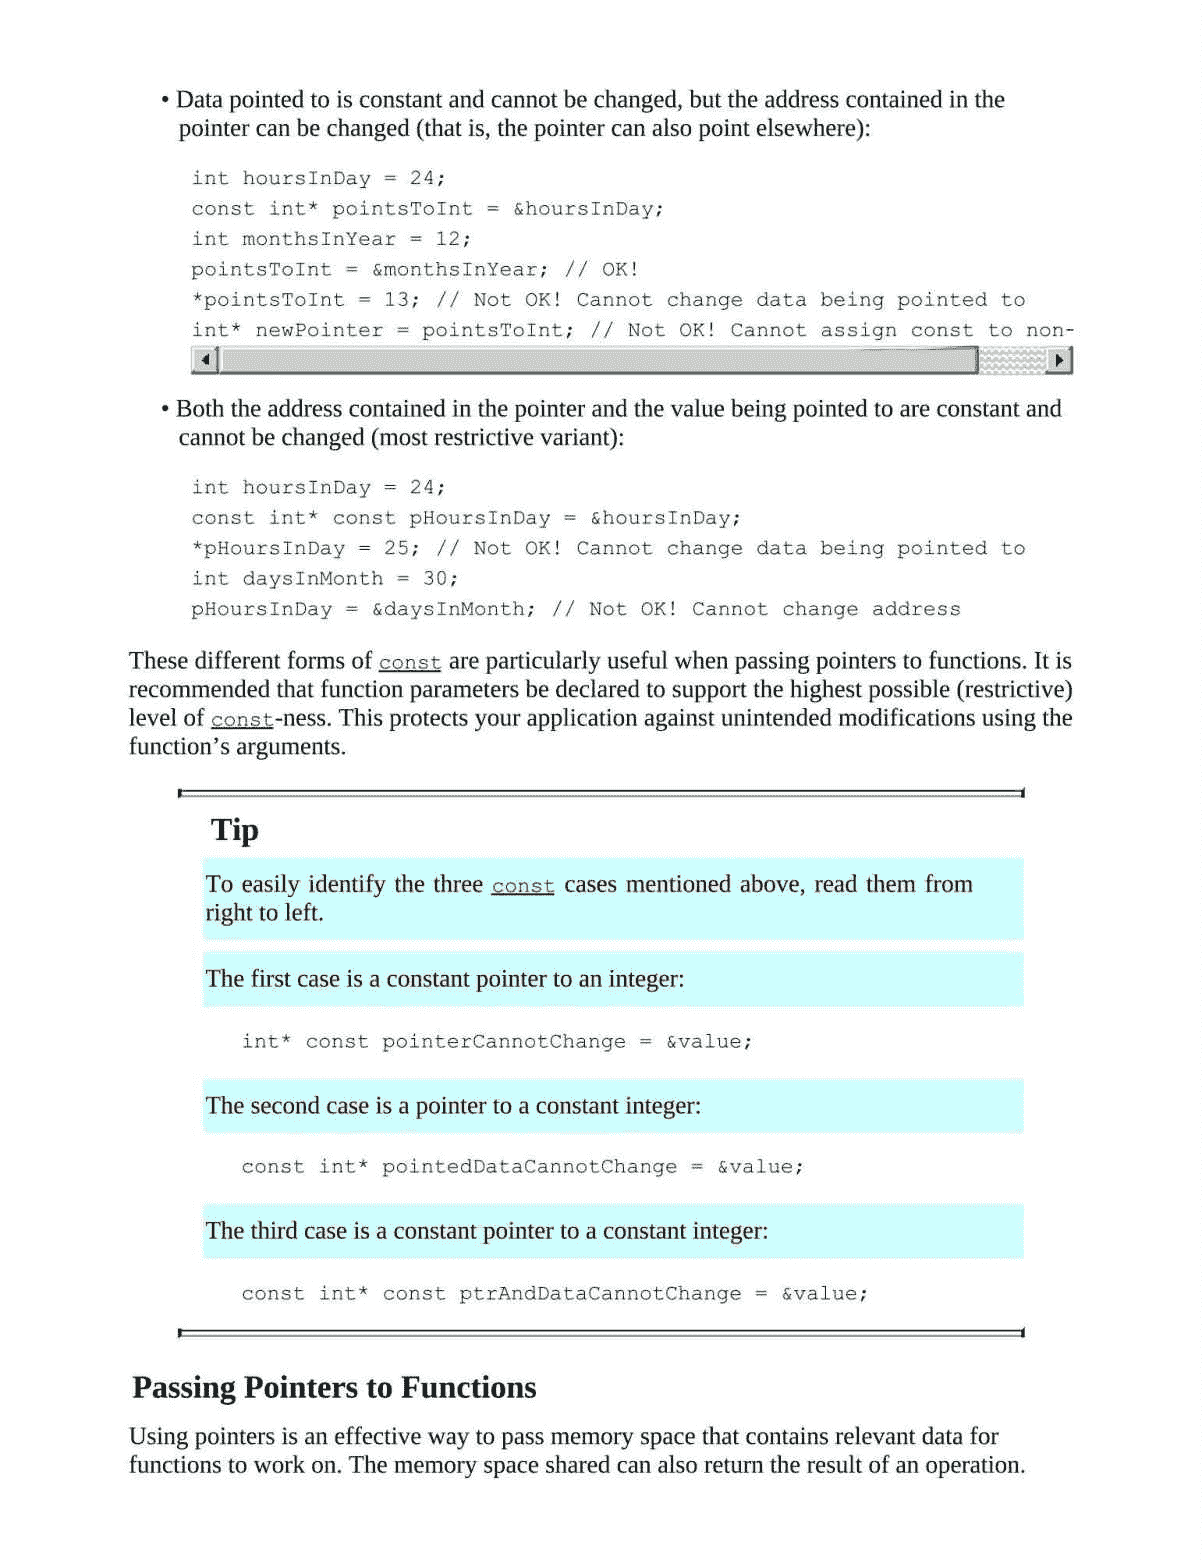 • Data pointed to is constant and cannot be changed, but the address contained in the
pointer can be changed (that is, the pointer can also point elsewhere):
int hoursInDay = 24;
const int* pointsToInt = &hoursInDay;
int monthsInYear = 12;
pointsToInt = &monthsInYear; // OK!
*pointsToInt = 13; // Not OK! Cannot change data being pointed to
int* newPointer = pointsToInt; // Not OK! Cannot assign const to non-
• Both the address contained in the pointer and the value being pointed to are constant and
cannot be changed (most restrictive variant):
int hoursInDay = 24;
const int* const pHoursInDay = &hoursInDay;
*pHoursInDay = 25; // Not OK! Cannot change data being pointed to
int daysInMonth = 30;
pHoursInDay = &daysInMonth; // Not OK! Cannot change address
These different forms of const are particularly useful when passing pointers to functions. It is
recommended that function parameters be declared to support the highest possible (restrictive)
level of const-ness. This protects your application against unintended modifications using the
function’s arguments.
Tip
To easily identify the three const cases mentioned above, read them from
right to left.
The first case is a constant pointer to an integer:
int* const pointerCannotChange = &value;
The second case is a pointer to a constant integer:
const int* pointedDataCannotChange = &value;
The third case is a constant pointer to a constant integer:
const int* const ptrAndDataCannotChange = &value;
Passing Pointers to Functions
Using pointers is an effective way to pass memory space that contains relevant data for
functions to work on. The memory space shared can also return the result of an operation.